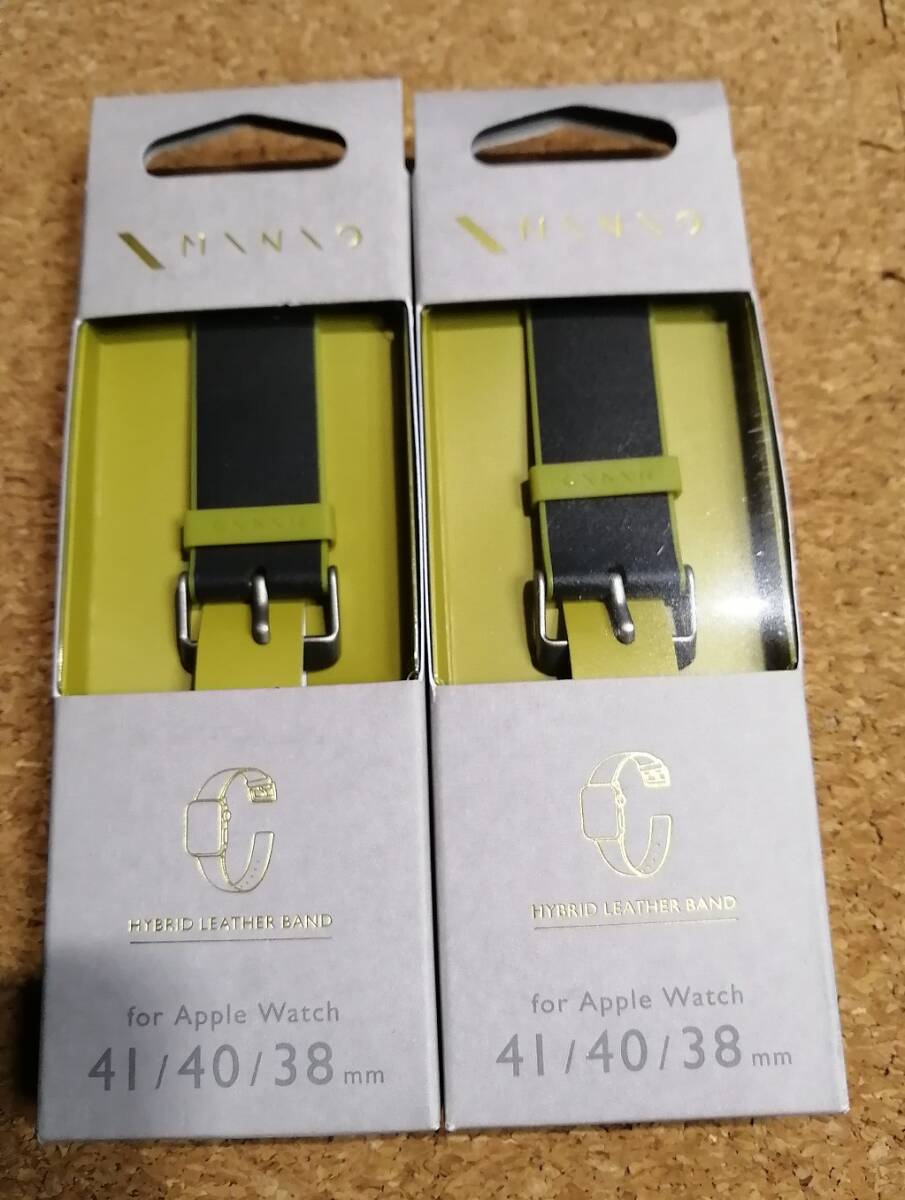 HYBRID LEATHER BAND
for Apple Watch
41/40/38 mm
HYBRID LEATHER BAND
for Apple Watch
41/40/38 mm